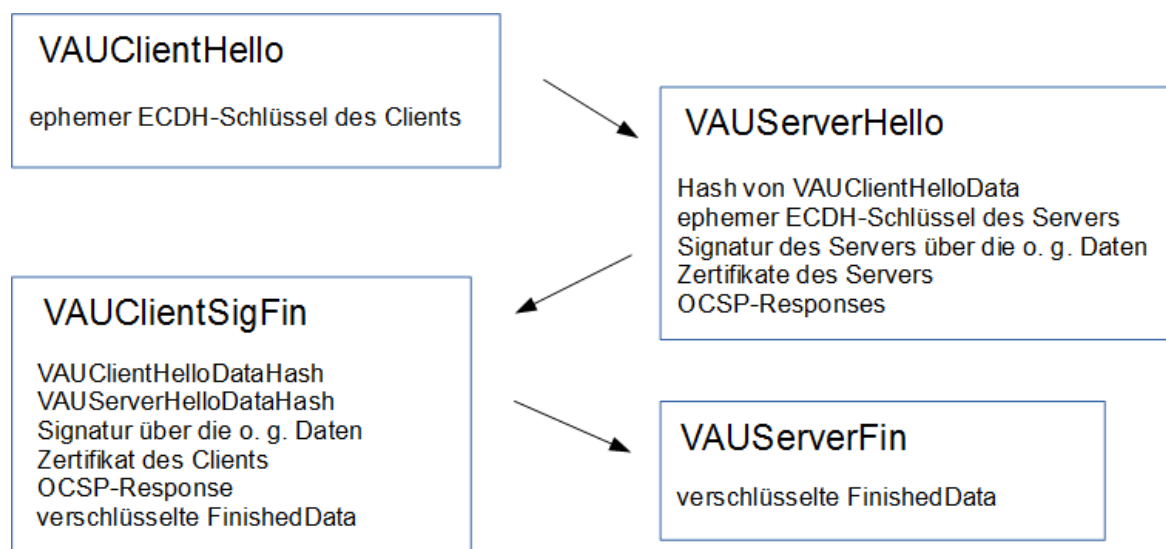 VAUClientHello
ephemer ECDH-Schlüssel des Clients
VAUServerHello
Hash von VAUClientHelloData
ephemer ECDH-Schlüssel des Servers
Signatur des Servers über die o. g. Daten
Zertifikate des Servers
OCSP-Responses
VAUClientSigFin
VAUClientHelloDataHash
VAUServerHelloDataHash
Signatur über die o. g. Daten
Zertifikat des Clients
OCSP-Response
verschlüsselte FinishedData
VAUServerFin
verschlüsselte FinishedData